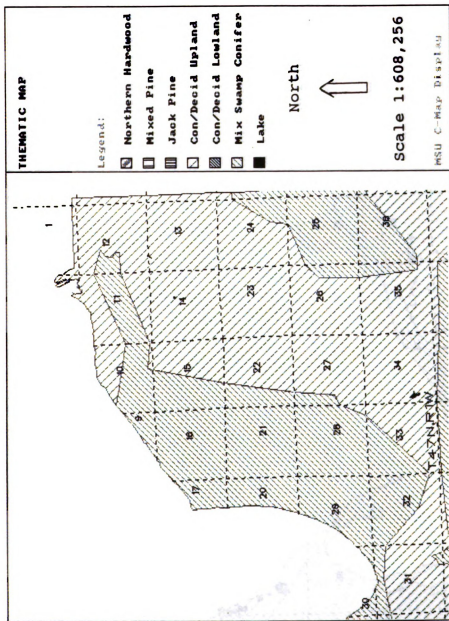 THEMATIC MAP
Legend:
Northern Hardwood
Mixed Pine
Jack Pine
Con/Decid Upland
Con/Decid Lowland
Mix Swamp Conifer
Lake
North
Scale 1:608,256
MSU C-Map Display
1
12
11
10
9
13
14
15
16
17
24
23
22
21
20
25
26
27
28
29
36
35
34
33
32
31
30